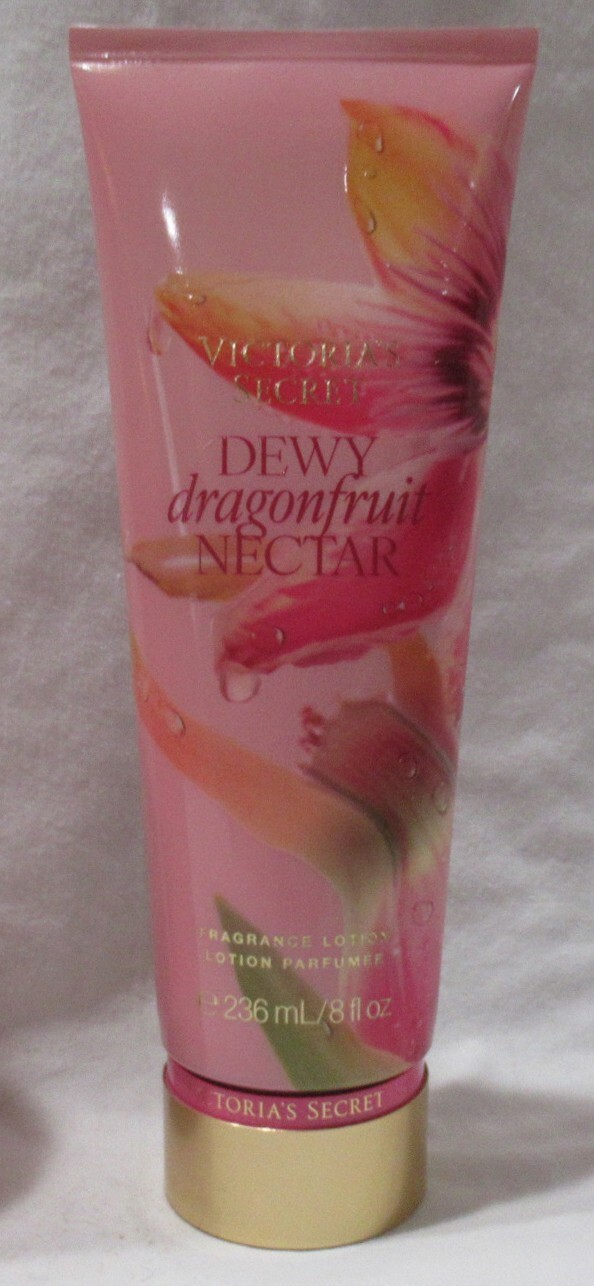 VICTORIA'S
SECRET
DEWY
dragonfruit
NECTAR
FRAGRANCE LOTION
LOTION PARFUMÉE
℮ 236 mL/8 fl oz
TORIA'S SECRET